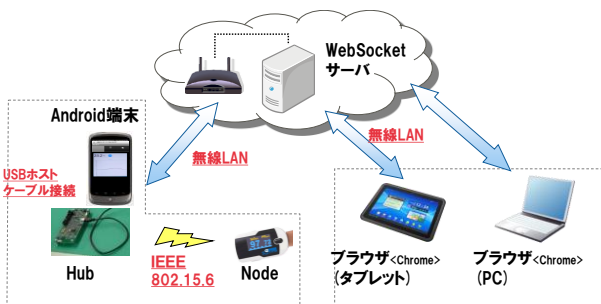 WebSocket
サーバ
Android端末
無線LAN
無線LAN
USBホスト
ケーブル接続
Hub
IEEE
802.15.6
Node
ブラウザ<Chrome>
(タブレット)
ブラウザ<Chrome>
(PC)